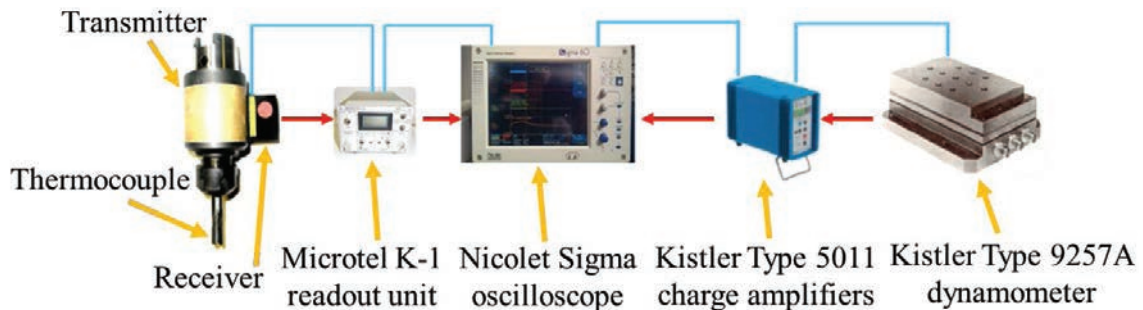 Transmitter
Thermocouple
Receiver
Microtel K-1
readout unit
Nicolet Sigma
oscilloscope
Kistler Type 5011
charge amplifiers
Kistler Type 9257A
dynamometer